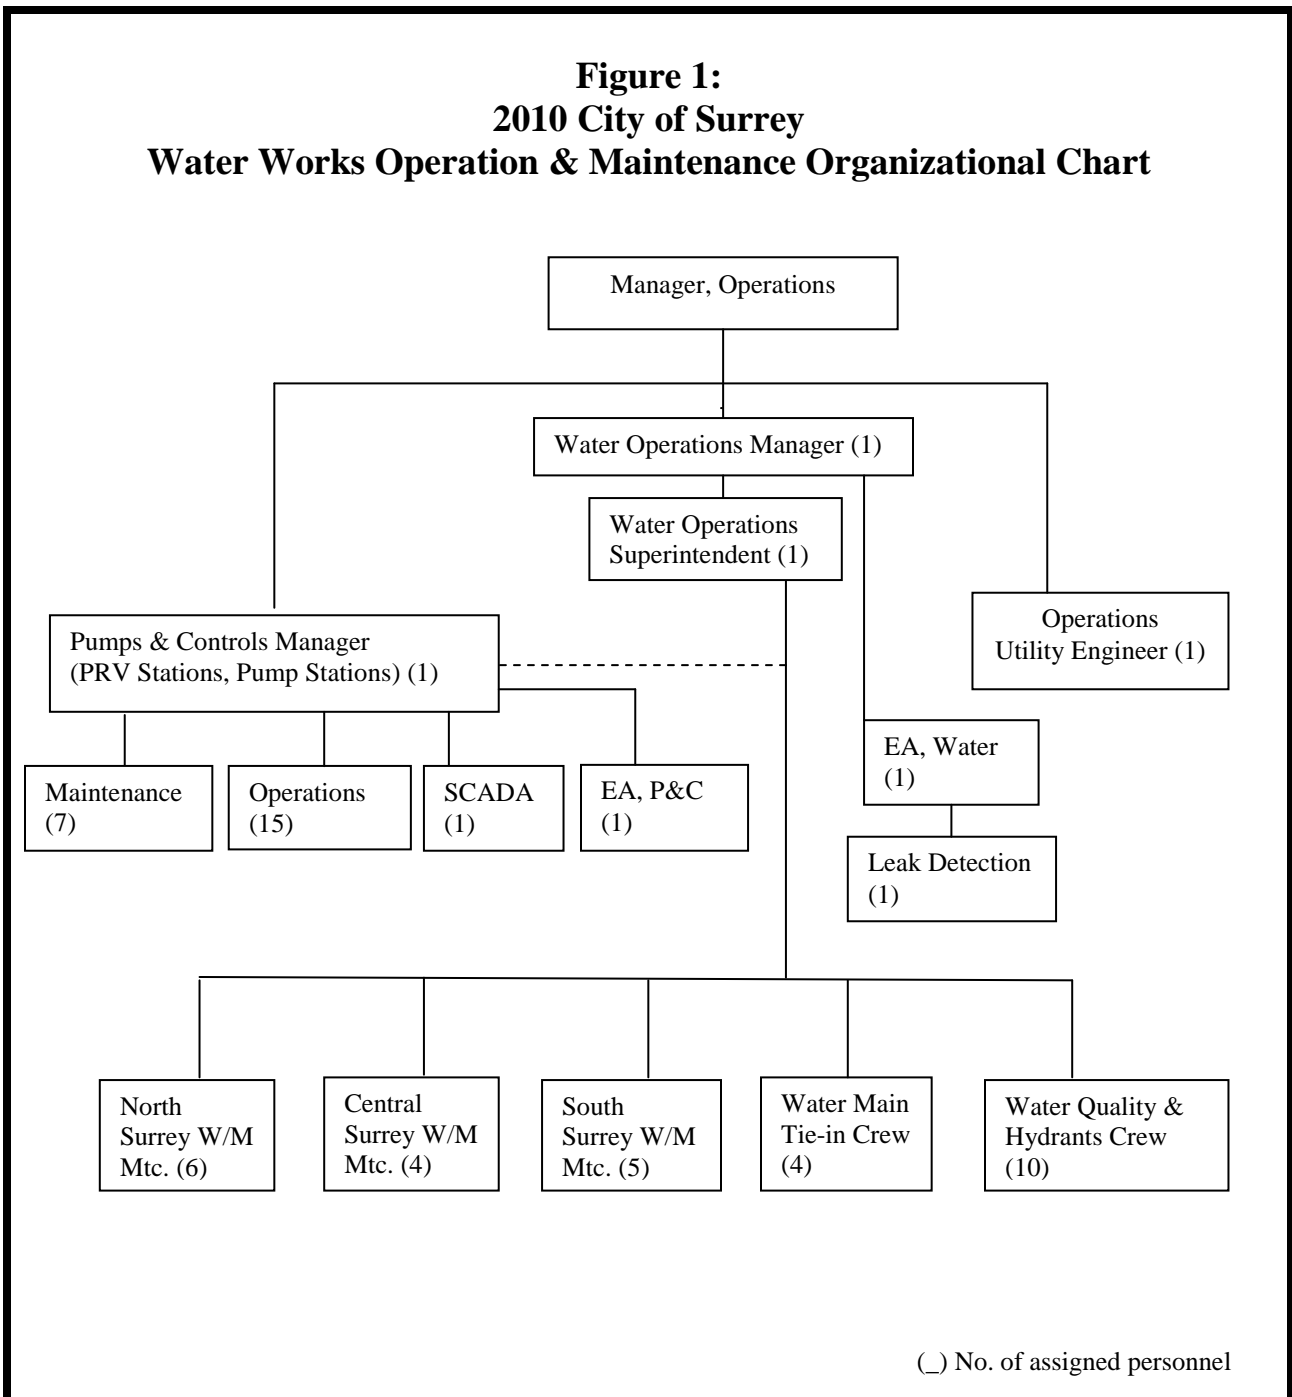 Figure 1:
2010 City of Surrey
Water Works Operation & Maintenance Organizational Chart
Manager, Operations
Water Operations Manager (1)
Water Operations
Superintendent (1)
Operations
Utility Engineer (1)
Pumps & Controls Manager
(PRV Stations, Pump Stations) (1)
EA, Water
(1)
Maintenance
(7)
Operations
(15)
SCADA
(1)
EA, P&C
(1)
Leak Detection
(1)
North
Surrey W/M
Mtc. (6)
Central
Surrey W/M
Mtc. (4)
South
Surrey W/M
Mtc. (5)
Water Main
Tie-in Crew
(4)
Water Quality &
Hydrants Crew
(10)
(_) No. of assigned personnel